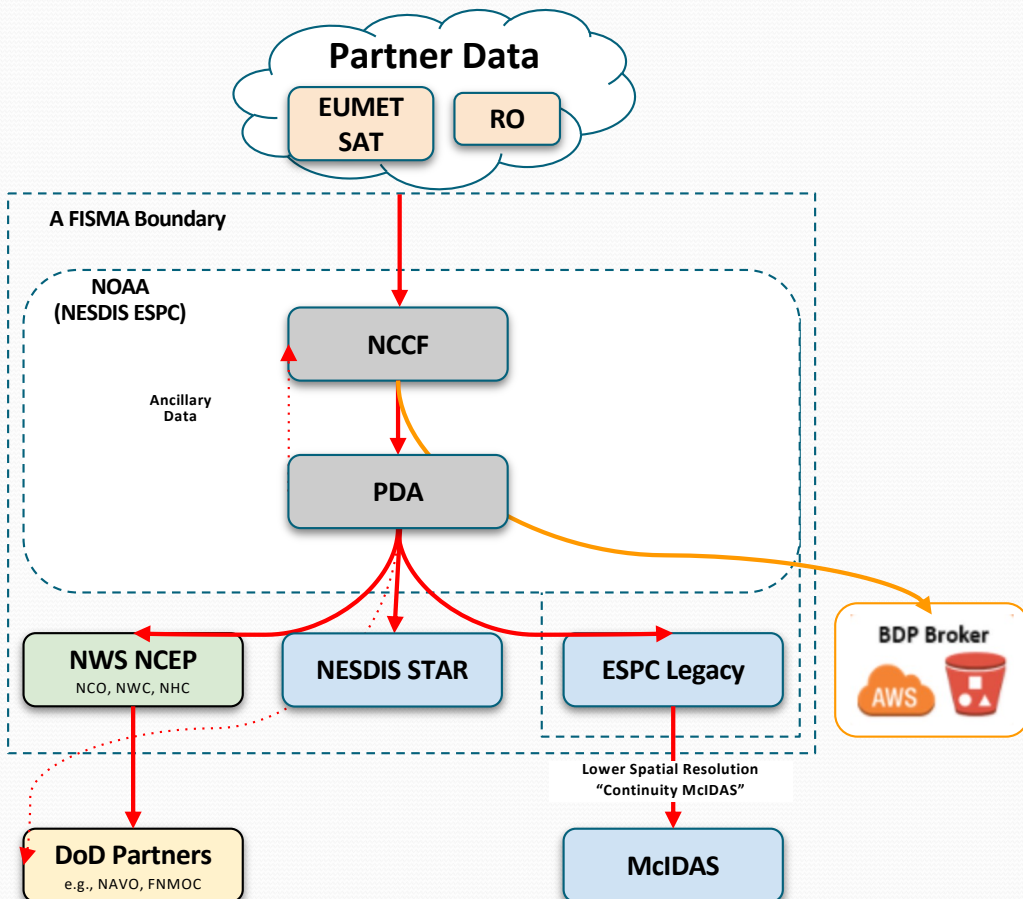 Partner Data
EUMET
SAT
RO
A FISMA Boundary
NOAA
(NESDIS ESPC)
NCCF
Ancillary
Data
PDA
NWS NCEP
NCO, NWC, NHC
NESDIS STAR
ESPC Legacy
BDP Broker
AWS
Lower Spatial Resolution
“Continuity McIDAS”
DoD Partners
e.g., NAVO, FNMOC
McIDAS